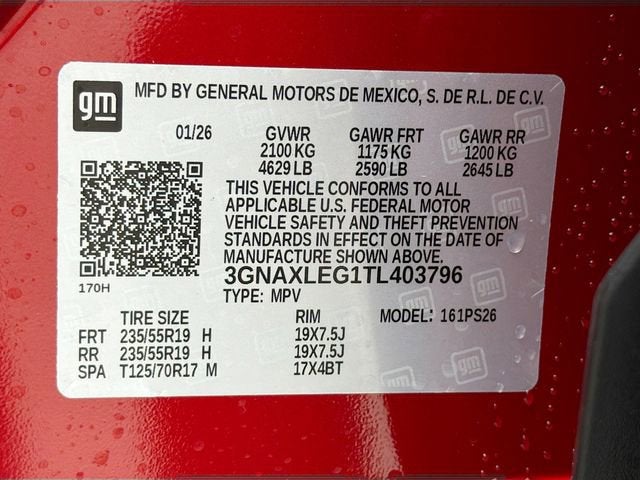 gm MFD BY GENERAL MOTORS DE MEXICO, S. DE R.L. DE C.V.
01/26 GVWR GAWR FRT GAWR RR
2100 KG 1175 KG 1200 KG
4629 LB 2590 LB 2645 LB
THIS VEHICLE CONFORMS TO ALL
APPLICABLE U.S. FEDERAL MOTOR
VEHICLE SAFETY AND THEFT PREVENTION
STANDARDS IN EFFECT ON THE DATE OF
MANUFACTURE SHOWN ABOVE.
170H 3GNAXLEG1TL403796
TYPE: MPV
TIRE SIZE RIM MODEL: 161PS26
FRT 235/55R19 H 19X7.5J
RR 235/55R19 H 19X7.5J
SPA T125/70R17 M 17X4BT